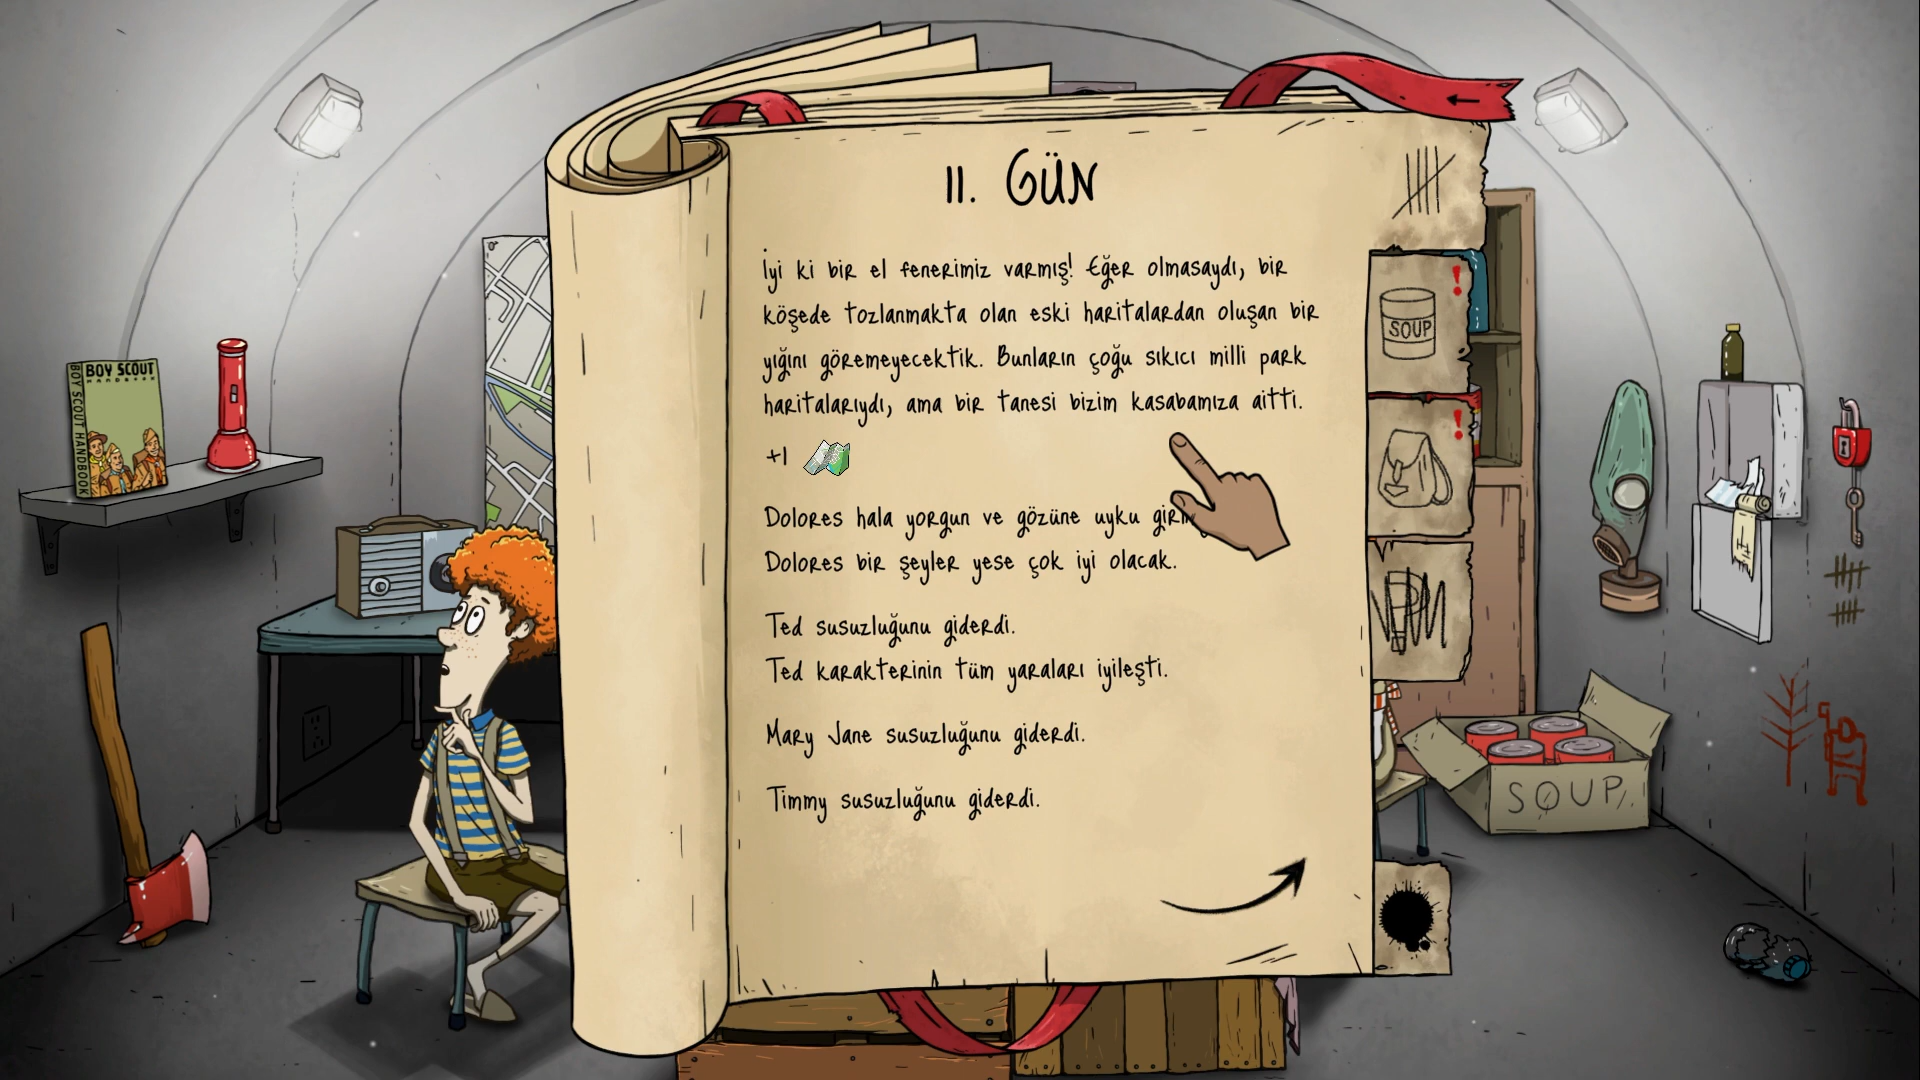 11. GÜN
İyi ki bir el fenerimiz varmış! Eğer olmasaydı, bir
köşede tozlanmakta olan eski haritalardan oluşan bir
yığını göremeyecektik. Bunların çoğu sıkıcı milli park
haritalarıydı, ama bir tanesi bizim kasabamıza aitti.
+1
Dolores hala yorgun ve gözüne uyku
Dolores bir şeyler yese çok iyi olacak.
Ted susuzluğunu giderdi.
Ted karakterinin tüm yaraları iyileşti.
Mary Jane susuzluğunu giderdi.
Timmy susuzluğunu giderdi.
SOUP
!
!
BOY SCOUT
HANDBOOK
BOY SCOUT HANDBOOK
SOUP